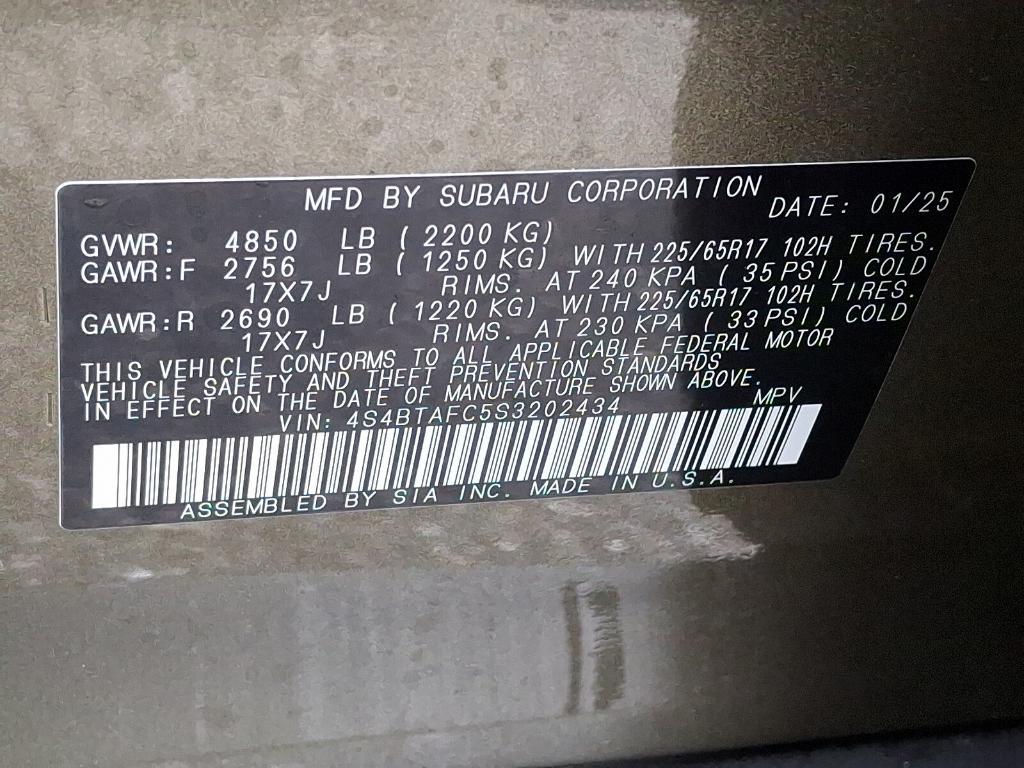 MFD BY SUBARU CORPORATION
DATE: 01/25
GVWR: 4850 LB ( 2200 KG)
GAWR:F 2756 LB ( 1250 KG) WITH 225/65R17 102H TIRES.
17X7J RIMS. AT 240 KPA ( 35 PSI) COLD
GAWR:R 2690 LB ( 1220 KG) WITH 225/65R17 102H TIRES.
17X7J RIMS. AT 230 KPA ( 33 PSI) COLD
THIS VEHICLE CONFORMS TO ALL APPLICABLE FEDERAL MOTOR
VEHICLE SAFETY AND THEFT PREVENTION STANDARDS
IN EFFECT ON THE DATE OF MANUFACTURE SHOWN ABOVE.
VIN: 4S4BTAFC5S3202434 MPV
ASSEMBLED BY SIA INC. MADE IN U.S.A.